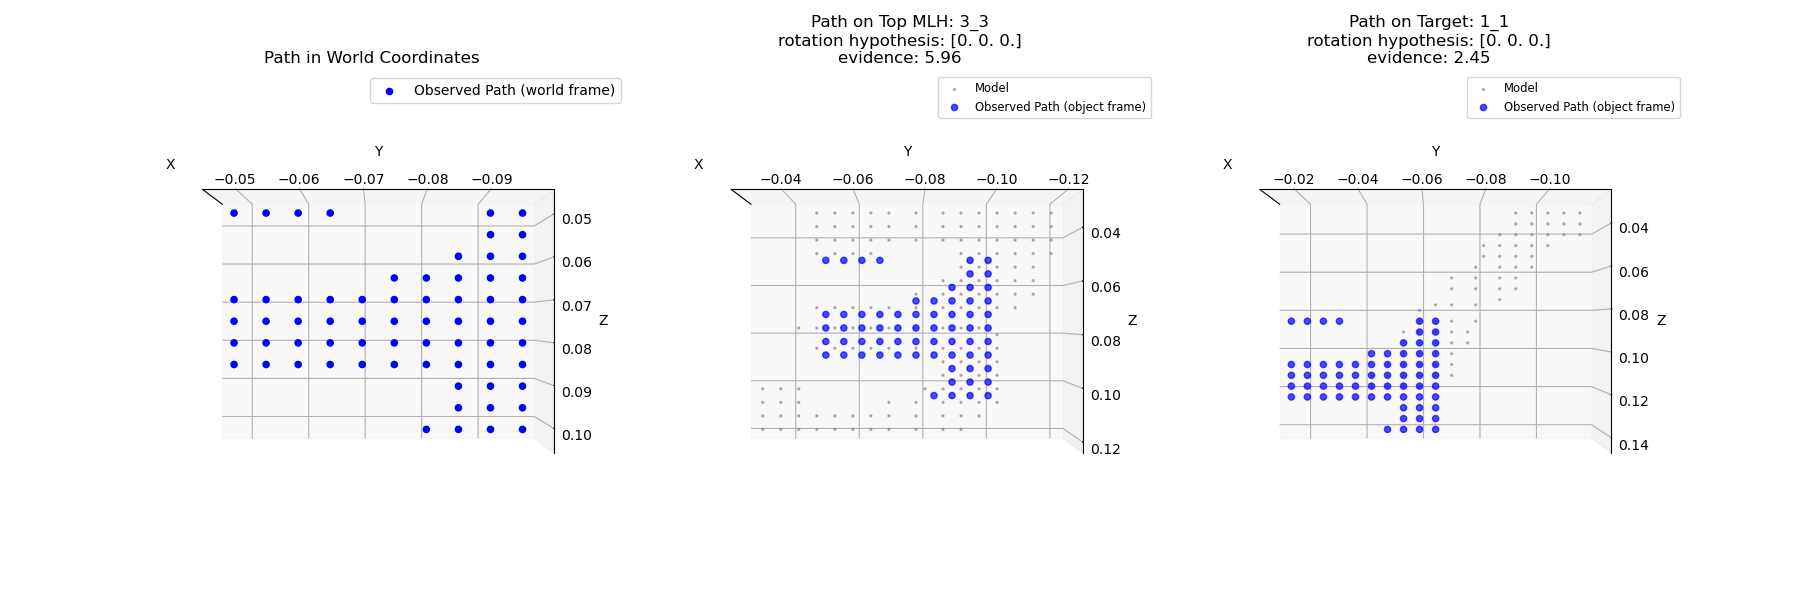 Path in World Coordinates
Observed Path (world frame)
X
Y
−0.05 −0.06 −0.07 −0.08 −0.09
0.05
0.06
0.07
Z
0.08
0.09
0.10
Path on Top MLH: 3_3
rotation hypothesis: [0. 0. 0.]
evidence: 5.96
Model
Observed Path (object frame)
X
Y
−0.04 −0.06 −0.08 −0.10 −0.12
0.04
0.06
Z
0.08
0.10
0.12
Path on Target: 1_1
rotation hypothesis: [0. 0. 0.]
evidence: 2.45
Model
Observed Path (object frame)
X
Y
−0.02 −0.04 −0.06 −0.08 −0.10
0.04
0.06
0.08
Z
0.10
0.12
0.14